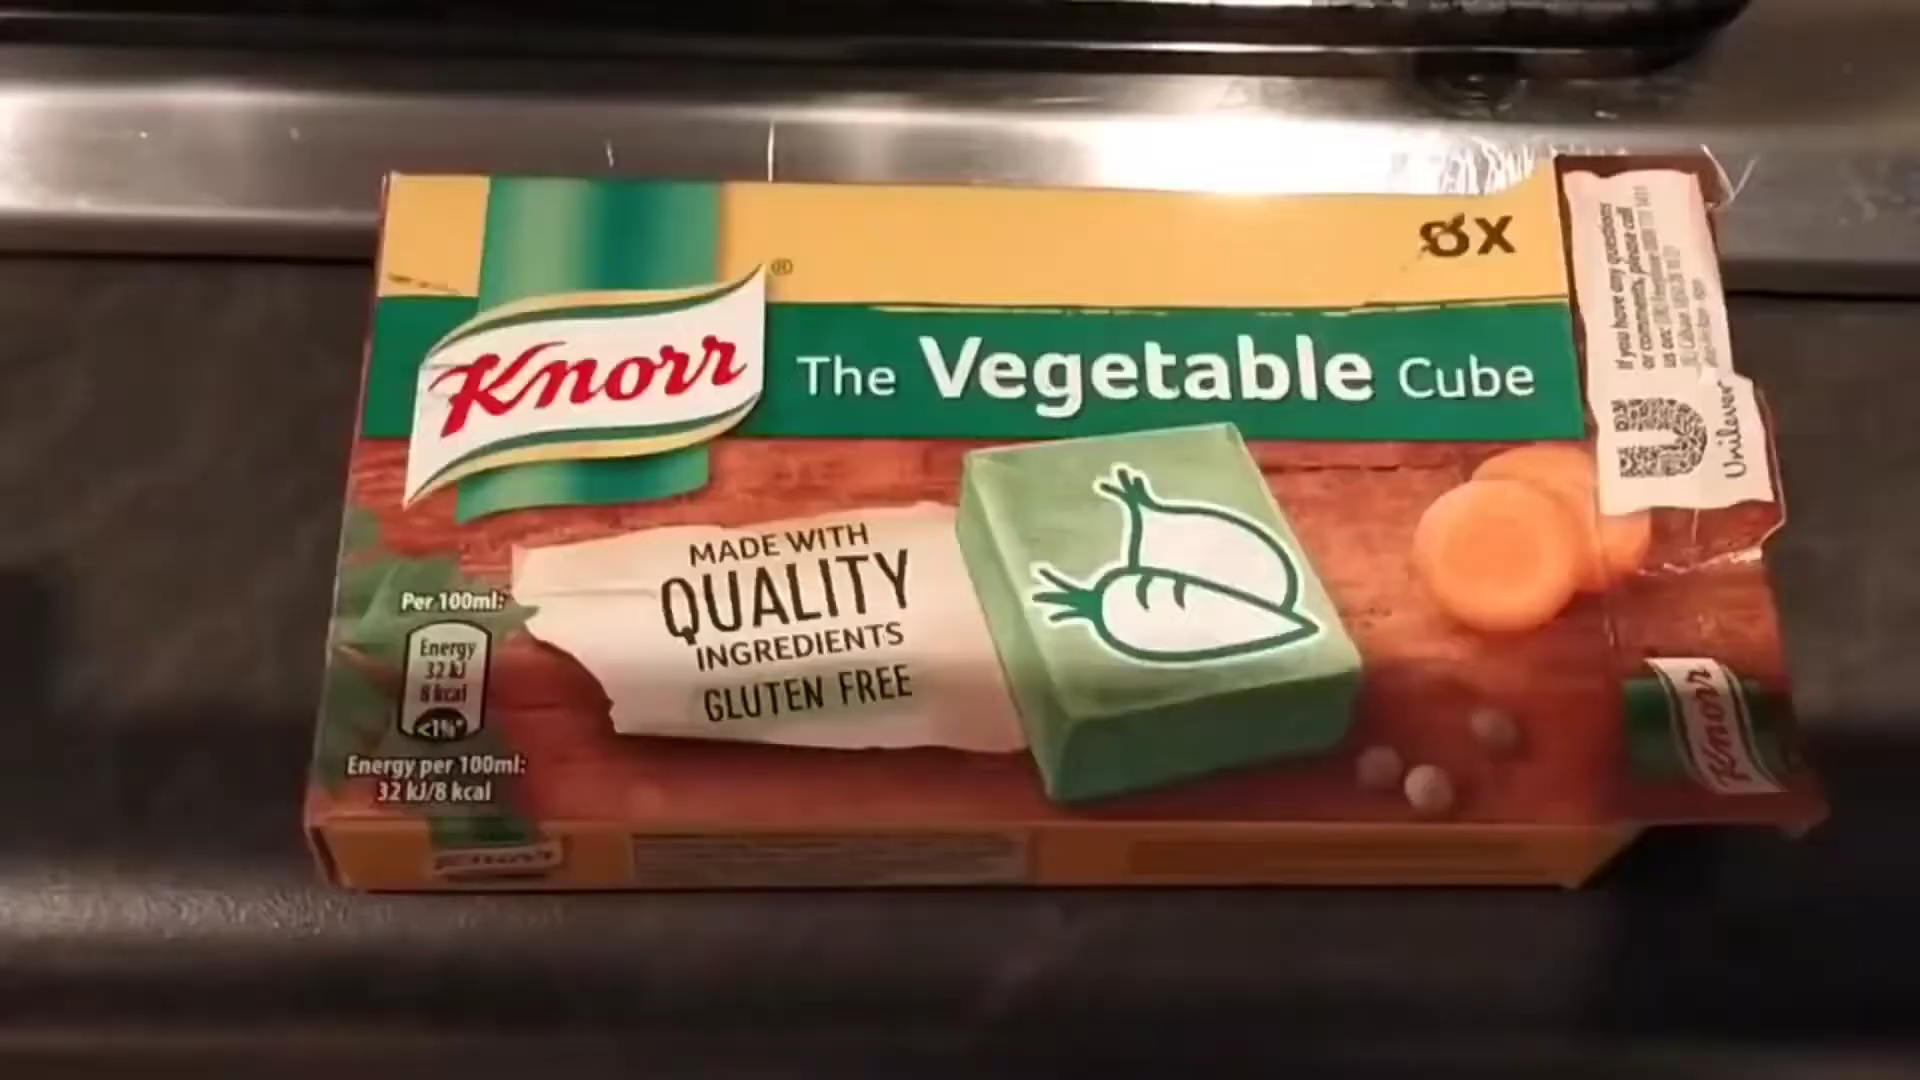 8X
Knorr
®
The Vegetable Cube
MADE WITH
QUALITY
INGREDIENTS
GLUTEN FREE
Per 100ml:
Energy
32 kJ
8 kcal
<1%*
Energy per 100ml:
32 kJ/8 kcal
If you have any questions
or comments, please call
Unilever
Knorr
Knorr